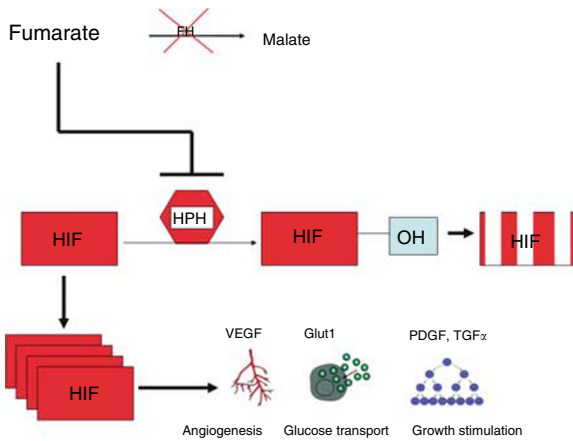 Fumarate
FH
Malate
HPH
HIF
HIF
OH
HIF
HIF
VEGF
Glut1
PDGF, TGFα
Angiogenesis
Glucose transport
Growth stimulation